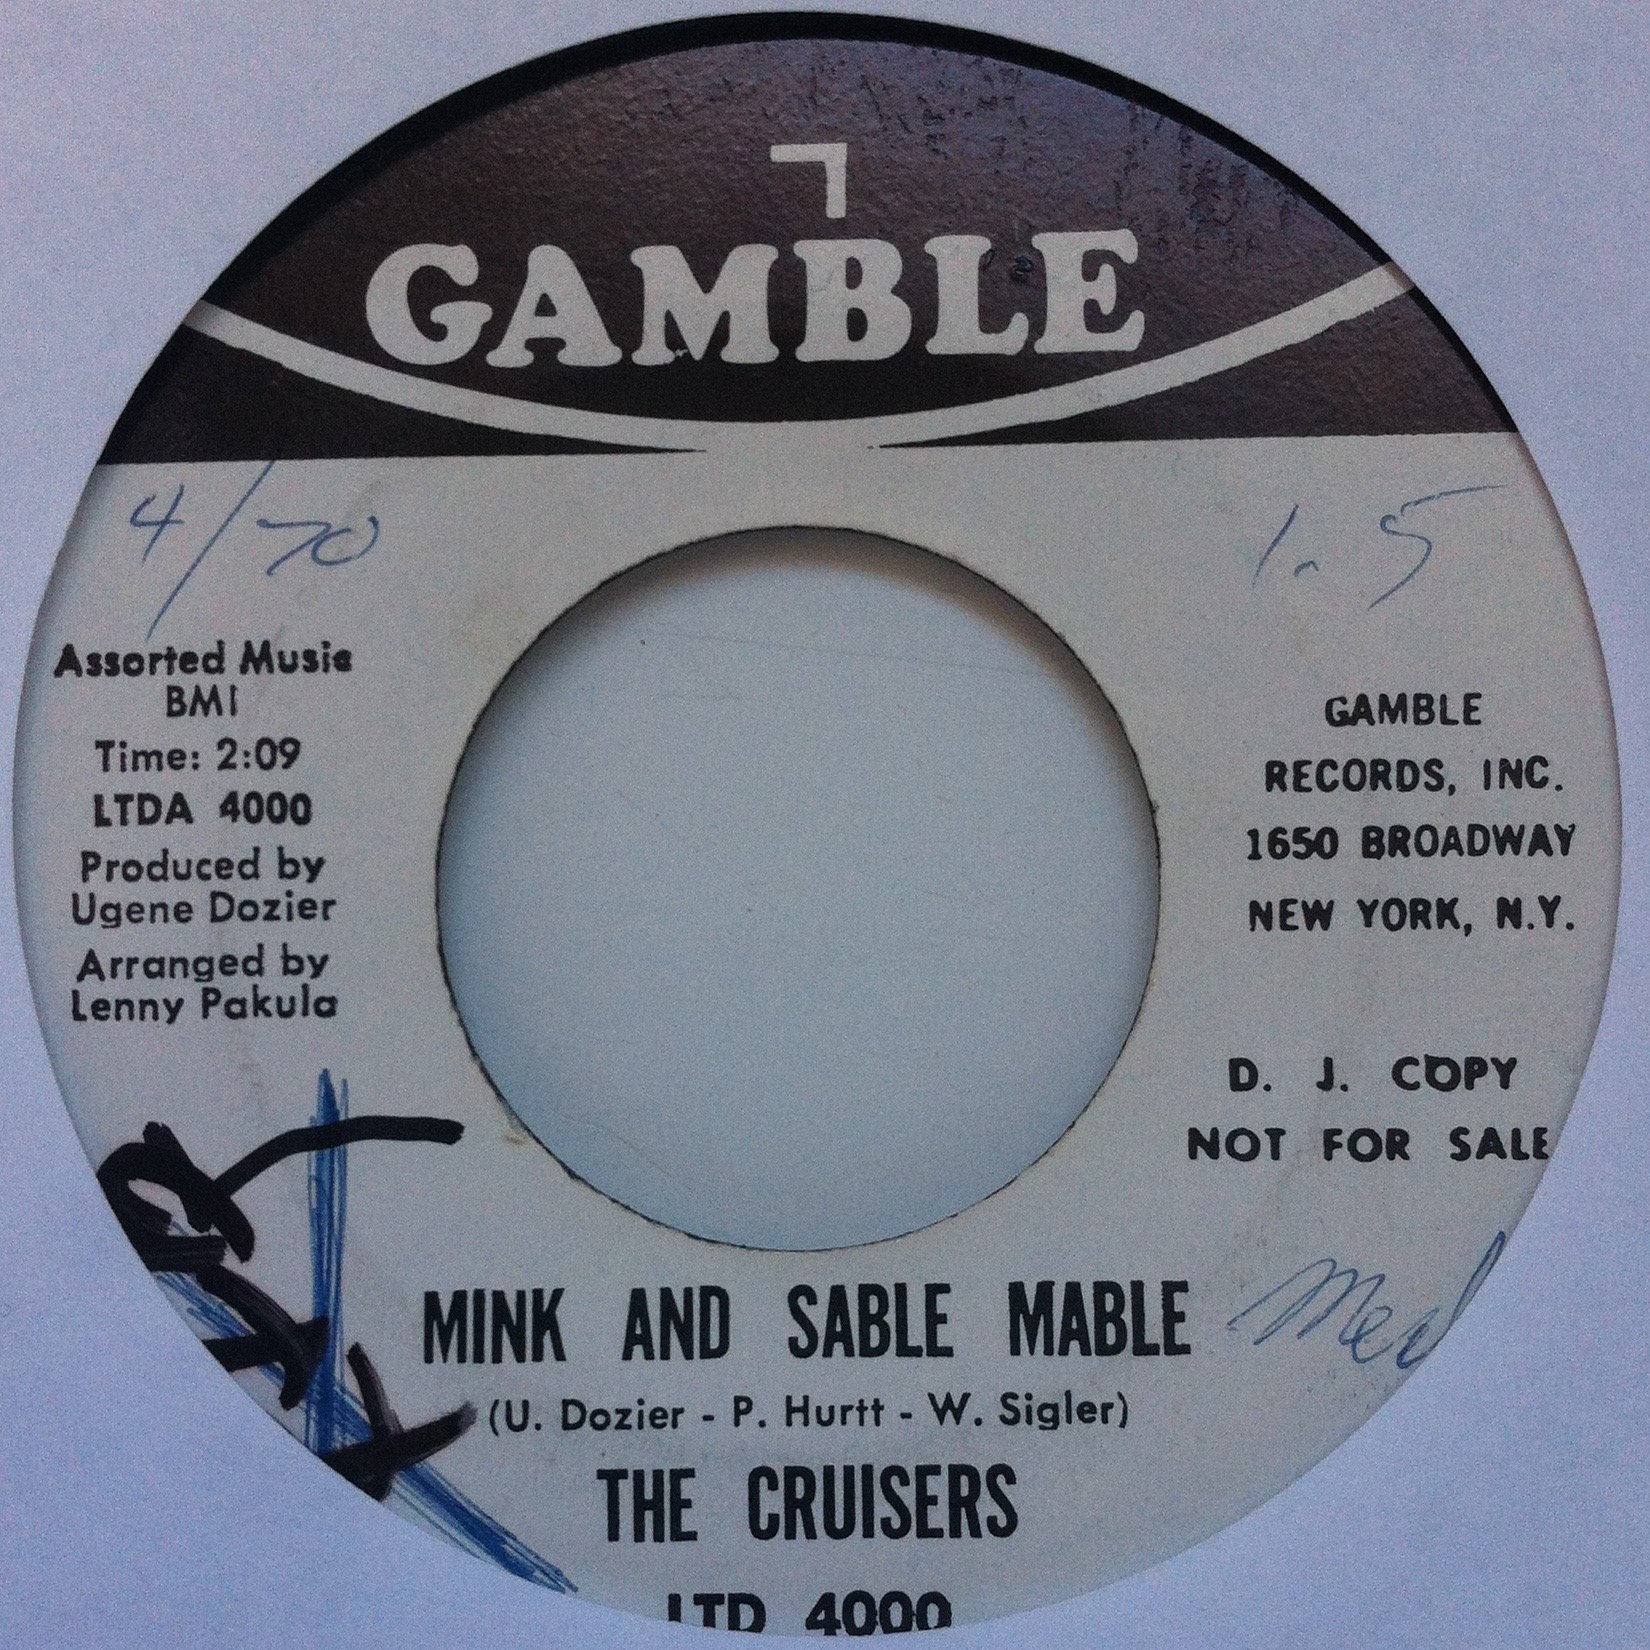 GAMBLE
4/70
1-5
Assorted Music
BMI
Time: 2:09
LTDA 4000
Produced by
Ugene Dozier
Arranged by
Lenny Pakula
GAMBLE
RECORDS, INC.
1650 BROADWAY
NEW YORK, N.Y.
D. J. COPY
NOT FOR SALE
MINK AND SABLE MABLE
Med
(U. Dozier - P. Hurtt - W. Sigler)
THE CRUISERS
LTD 4000